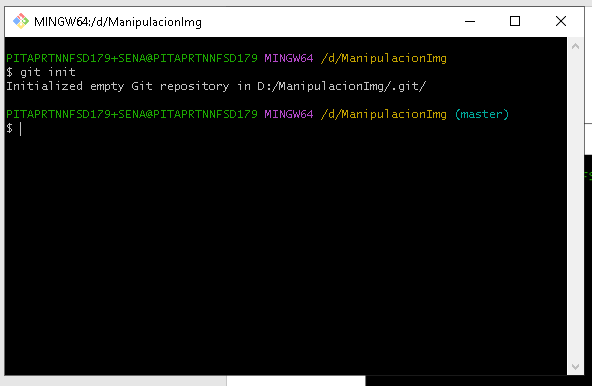 MINGW64:/d/ManipulacionImg
PITAPRTNNFSD179+SENA@PITAPRTNNFSD179 MINGW64 /d/ManipulacionImg
$ git init
Initialized empty Git repository in D:/ManipulacionImg/.git/
PITAPRTNNFSD179+SENA@PITAPRTNNFSD179 MINGW64 /d/ManipulacionImg (master)
$